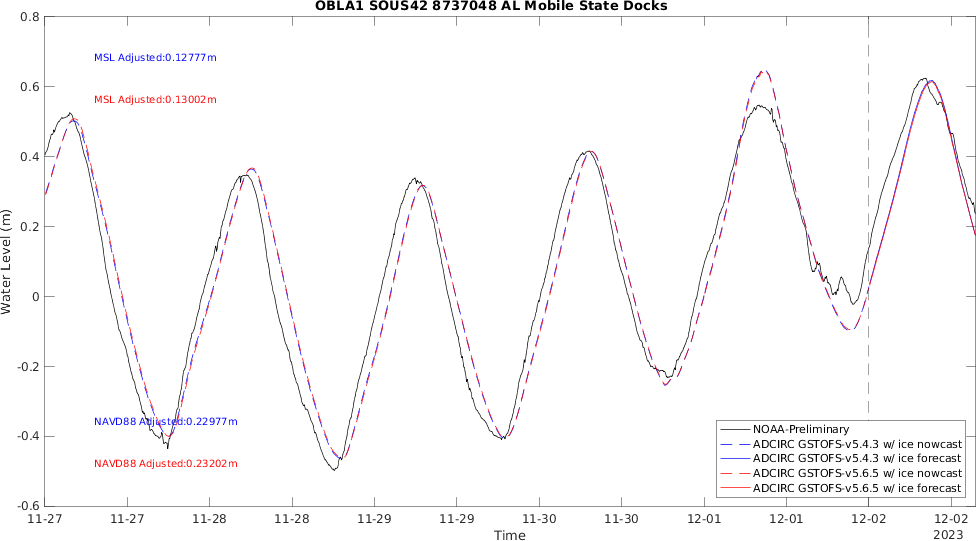 OBLA1 SOUS42 8737048 AL Mobile State Docks
0.8
0.6
0.4
0.2
0
-0.2
-0.4
-0.6
Water Level (m)
MSL Adjusted:0.12777m
MSL Adjusted:0.13002m
NAVD88 Adjusted:0.22977m
NAVD88 Adjusted:0.23202m
NOAA-Preliminary
ADCIRC GSTOFS-v5.4.3 w/ ice nowcast
ADCIRC GSTOFS-v5.4.3 w/ ice forecast
ADCIRC GSTOFS-v5.6.5 w/ ice nowcast
ADCIRC GSTOFS-v5.6.5 w/ ice forecast
11-27 11-27 11-28 11-28 11-29 11-29 11-30 11-30 12-01 12-01 12-02 12-02
Time
2023